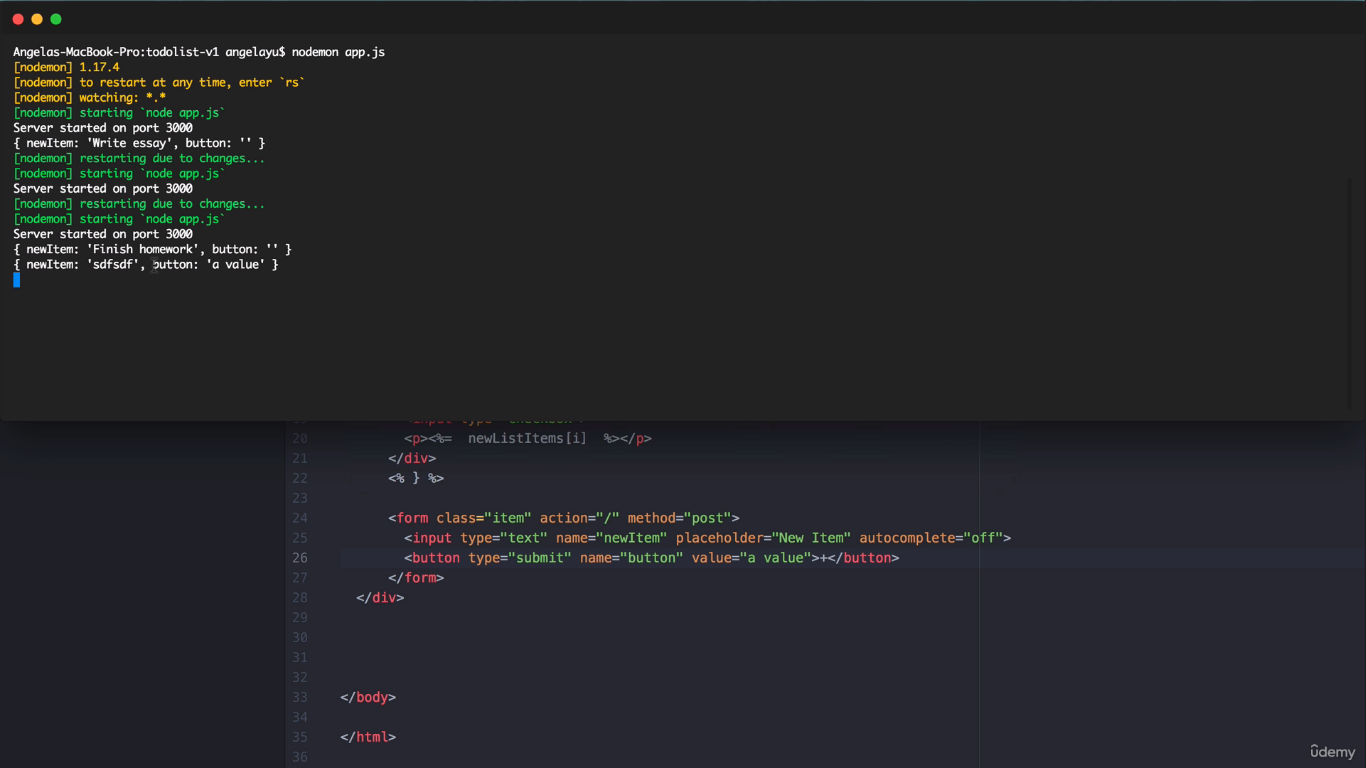 Angelas-MacBook-Pro:todolist-v1 angelayu$ nodemon app.js
[nodemon] 1.17.4
[nodemon] to restart at any time, enter `rs`
[nodemon] watching: *.*
[nodemon] starting `node app.js`
Server started on port 3000
{ newItem: 'Write essay', button: '' }
[nodemon] restarting due to changes...
[nodemon] starting `node app.js`
Server started on port 3000
[nodemon] restarting due to changes...
[nodemon] starting `node app.js`
Server started on port 3000
{ newItem: 'Finish homework', button: '' }
{ newItem: 'sdfsdf', button: 'a value' }
20 <p><%=  newListItems[i]  %></p>
21 </div>
22 <% } %>
23
24 <form class="item" action="/" method="post">
25 <input type="text" name="newItem" placeholder="New Item" autocomplete="off">
26 <button type="submit" name="button" value="a value">+</button>
27 </form>
28 </div>
29
30
31
32
33 </body>
34
35 </html>
36
ûdemy